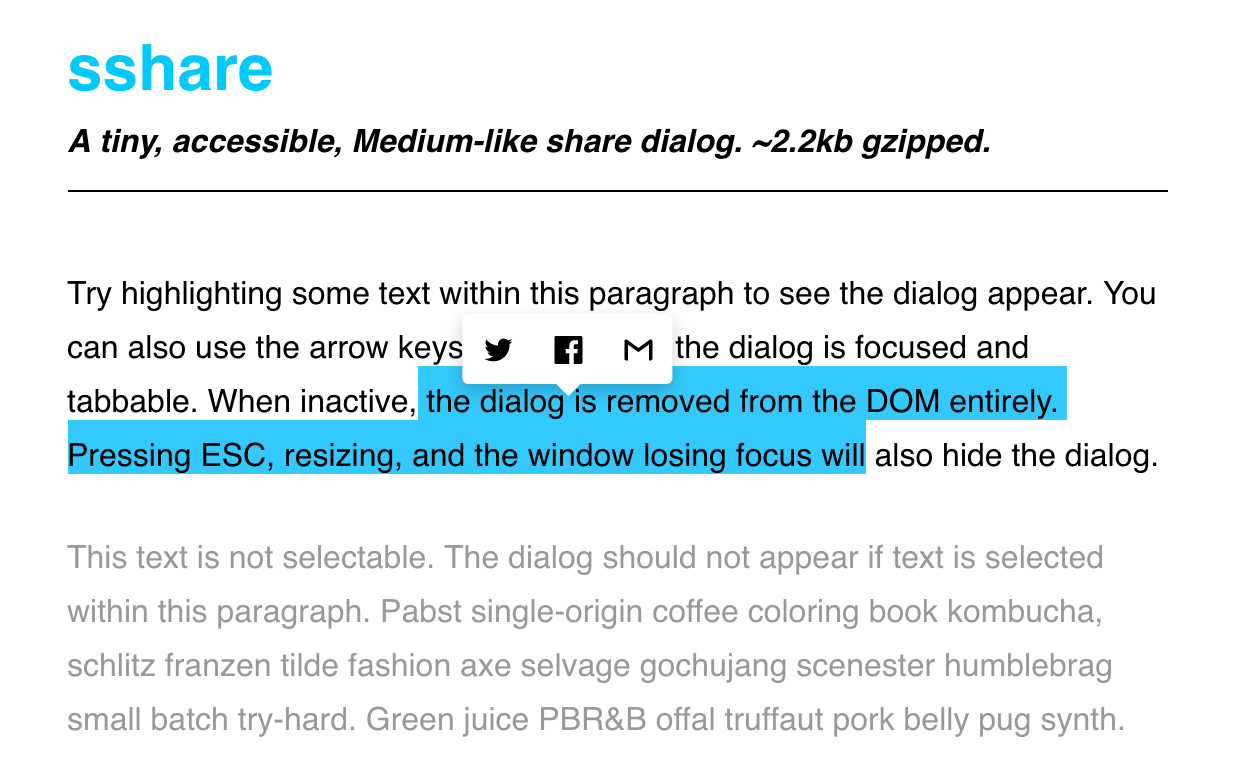 sshare
A tiny, accessible, Medium-like share dialog. ~2.2kb gzipped.
Try highlighting some text within this paragraph to see the dialog appear. You
can also use the arrow keys the dialog is focused and
tabbable. When inactive, the dialog is removed from the DOM entirely.
Pressing ESC, resizing, and the window losing focus will also hide the dialog.
This text is not selectable. The dialog should not appear if text is selected
within this paragraph. Pabst single-origin coffee coloring book kombucha,
schlitz franzen tilde fashion axe selvage gochujang scenester humblebrag
small batch try-hard. Green juice PBR&B offal truffaut pork belly pug synth.